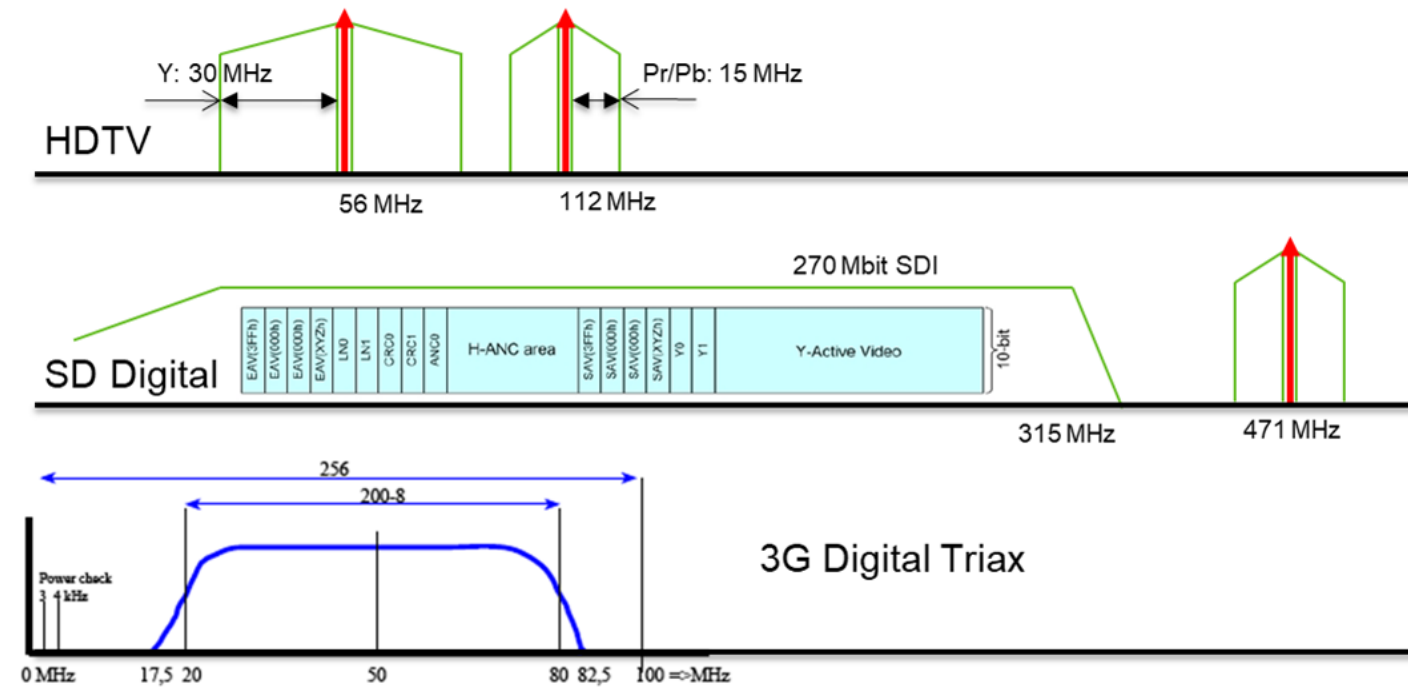 Y: 30 MHz
Pr/Pb: 15 MHz
HDTV
56 MHz
112 MHz
270 Mbit SDI
EAV(3FFh)
EAV(000h)
EAV(000h)
EAV(XYZh)
LN0
LN1
CRC0
CRC1
ANC0
H-ANC area
SAV(3FFh)
SAV(000h)
SAV(000h)
SAV(XYZh)
Y0
Y1
Y-Active Video
10-bit
SD Digital
315 MHz
471 MHz
256
200-8
3G Digital Triax
Power check
3 4 kHz
0 MHz
17,5 20
50
80 82,5
100 =>MHz